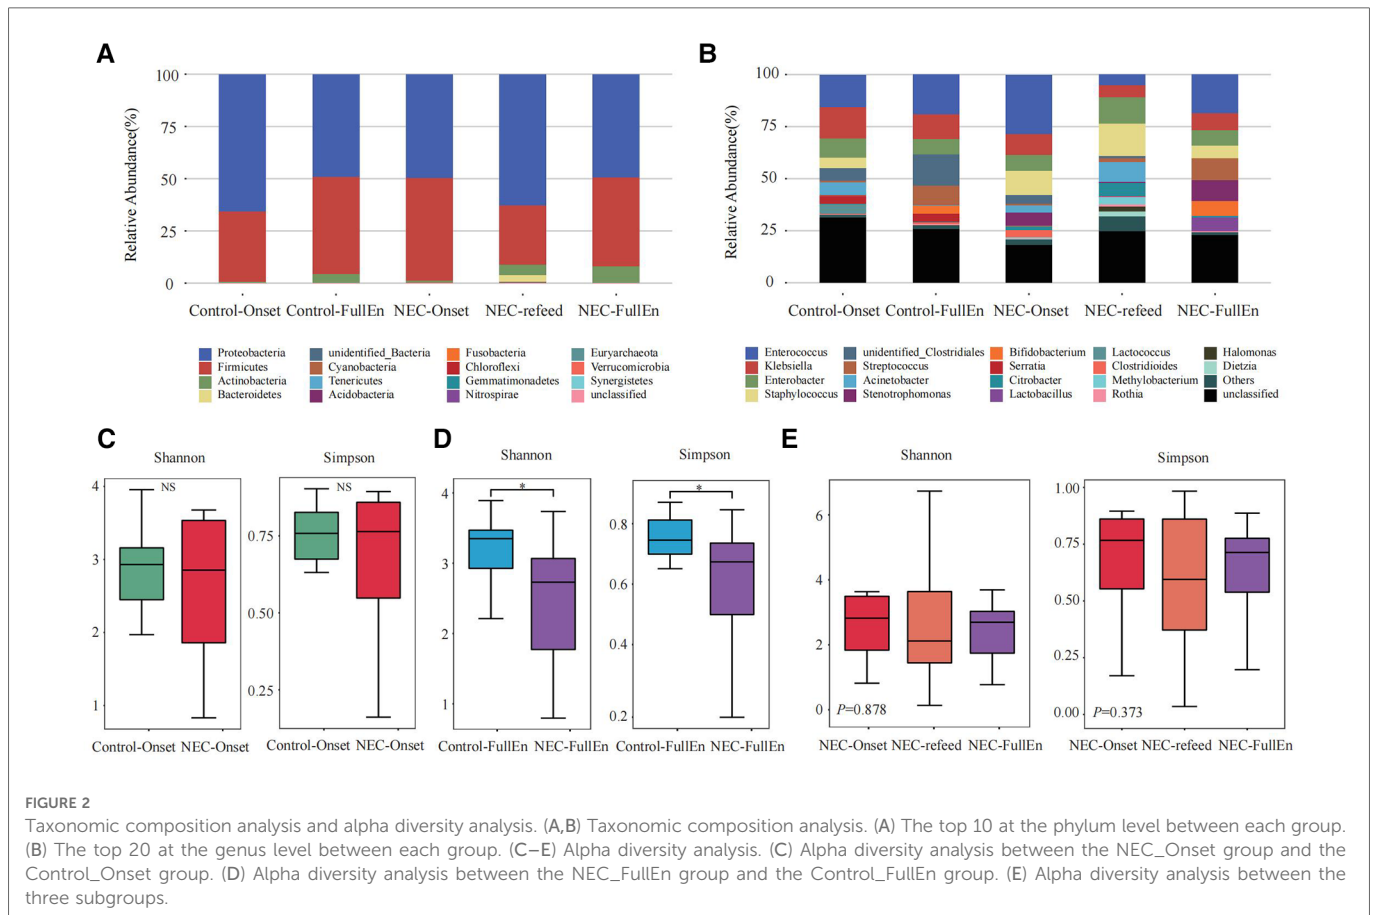 A
B
100
75
50
25
0
Relative Abundance(%)
Control-Onset
Control-FullEn
NEC-Onset
NEC-refeed
NEC-FullEn
Proteobacteria
Firmicutes
Actinobacteria
Bacteroidetes
unidentified_Bacteria
Cyanobacteria
Tenericutes
Acidobacteria
Fusobacteria
Chloroflexi
Gemmatimonadetes
Nitrospirae
Euryarchaeota
Verrucomicrobia
Synergistetes
unclassified
100
75
50
25
0
Relative Abundance(%)
Control-Onset
Control-FullEn
NEC-Onset
NEC-refeed
NEC-FullEn
Enterococcus
Klebsiella
Enterobacter
Staphylococcus
unidentified_Clostridiales
Streptococcus
Acinetobacter
Stenotrophomonas
Bifidobacterium
Serratia
Citrobacter
Lactobacillus
Lactococcus
Clostridioides
Methylobacterium
Rothia
Halomonas
Dietzia
Others
unclassified
C
Shannon
NS
4
3
2
1
Control-Onset
NEC-Onset
Simpson
NS
0.75
0.50
0.25
Control-Onset
NEC-Onset
D
Shannon
*
4
3
2
1
Control-FullEn
NEC-FullEn
Simpson
*
0.8
0.6
0.4
0.2
Control-FullEn
NEC-FullEn
E
Shannon
6
4
2
0
P=0.878
NEC-Onset
NEC-refeed
NEC-FullEn
Simpson
1.00
0.75
0.50
0.25
0.00
P=0.373
NEC-Onset
NEC-refeed
NEC-FullEn
FIGURE 2
Taxonomic composition analysis and alpha diversity analysis. (A,B) Taxonomic composition analysis. (A) The top 10 at the phylum level between each group.
(B) The top 20 at the genus level between each group. (C–E) Alpha diversity analysis. (C) Alpha diversity analysis between the NEC_Onset group and the
Control_Onset group. (D) Alpha diversity analysis between the NEC_FullEn group and the Control_FullEn group. (E) Alpha diversity analysis between the
three subgroups.